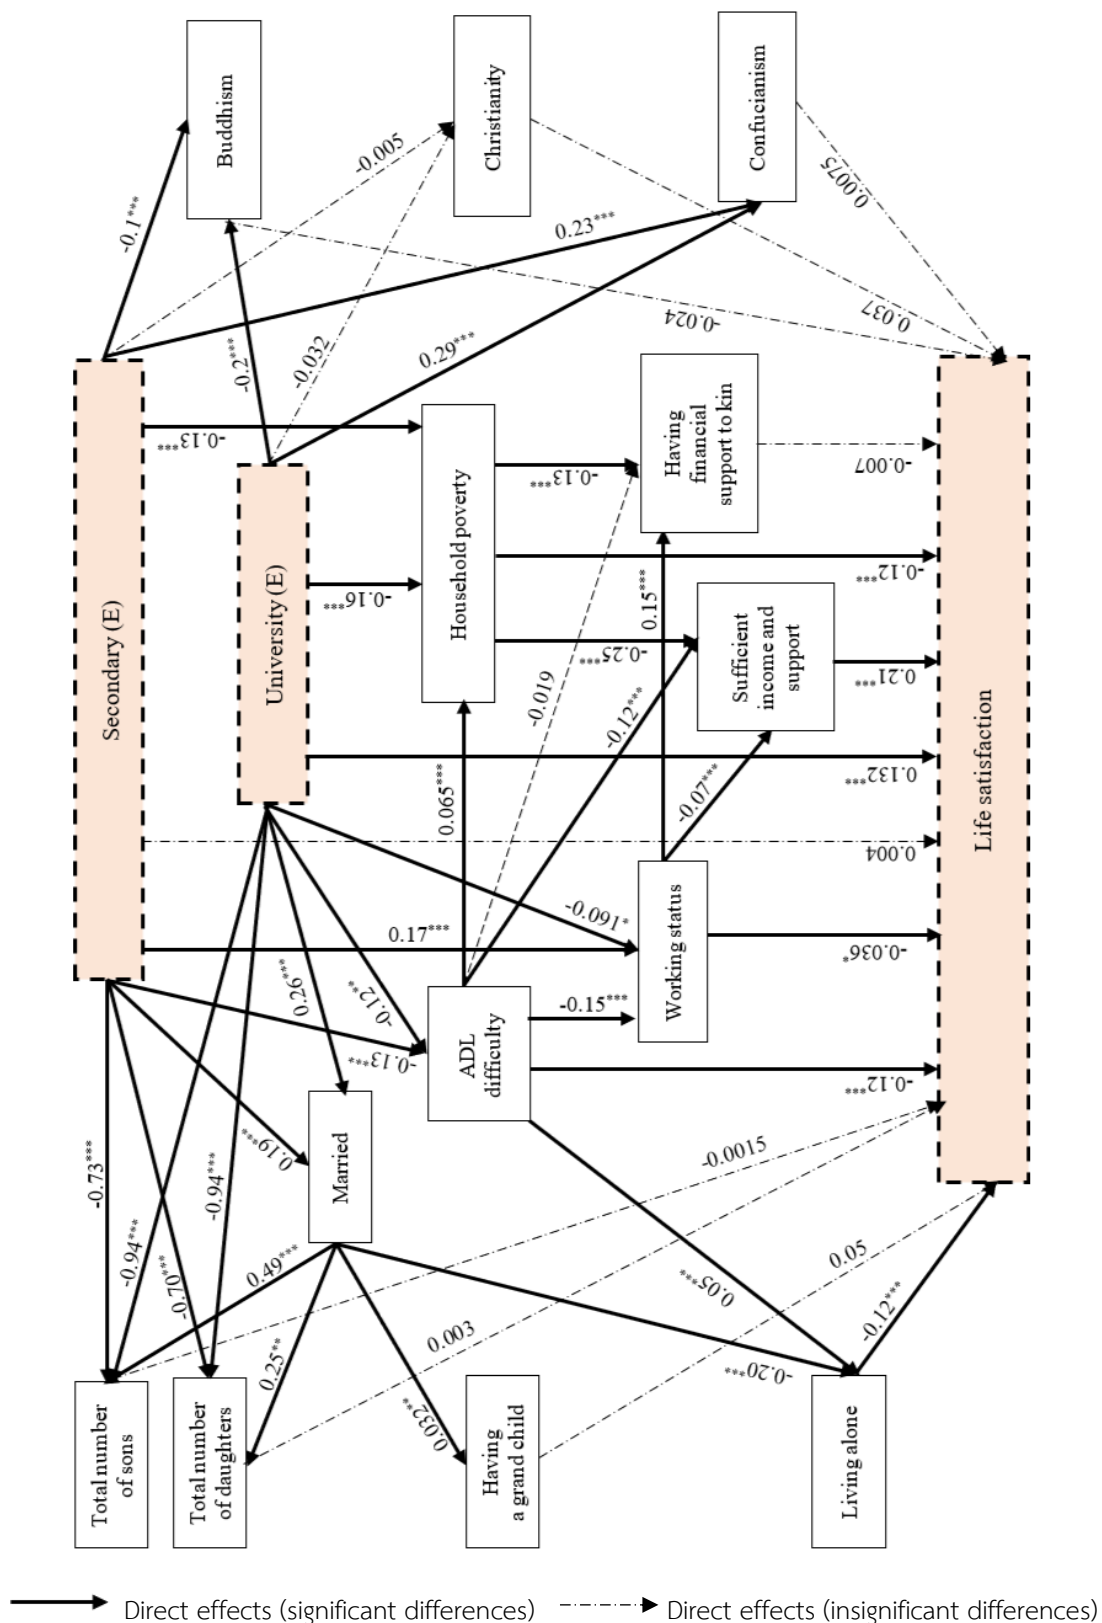 Secondary (E)
University (E)
Buddhism
Christianity
Confucianism
-0.1***
-0.005
0.23***
-0.2***
-0.032
0.29***
-0.024
0.037
0.0075
-0.13***
-0.16***
Household poverty
-0.13***
Having
financial
support to kin
-0.007
-0.12***
-0.25***
0.15***
Sufficient
income and
support
0.21***
-0.019
-0.12***
0.065***
-0.07***
0.132***
0.004
0.17***
-0.091*
Working status
-0.036*
ADL
difficulty
-0.15***
-0.12***
0.26***
-0.12**
-0.13***
0.19***
Married
-0.73***
-0.94***
-0.70***
-0.94***
0.49***
0.25**
0.032**
-0.20***
0.05***
-0.0015
0.003
0.05
-0.12***
Total number
of sons
Total number
of daughters
Having
a grand child
Living alone
Life satisfaction
Direct effects (significant differences)
Direct effects (insignificant differences)